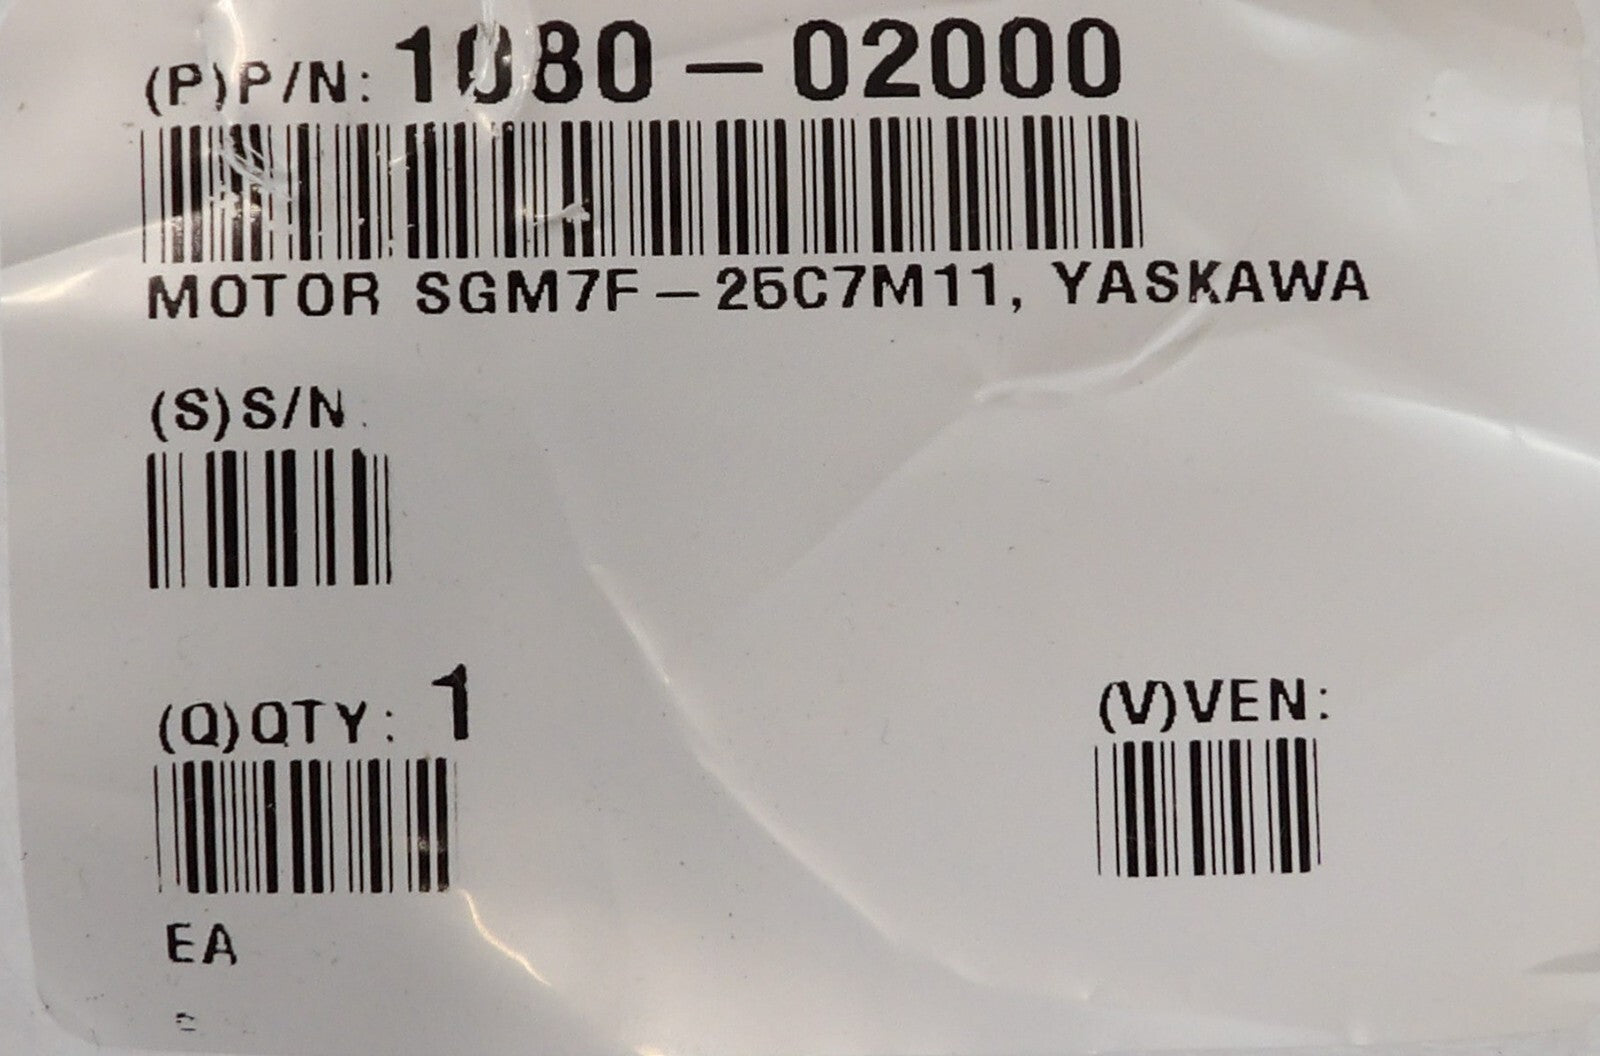 (P)P/N: 1080-02000
MOTOR SGM7F-25C7M11, YASKAWA
(S)S/N:
(Q)QTY: 1
(V)VEN:
EA